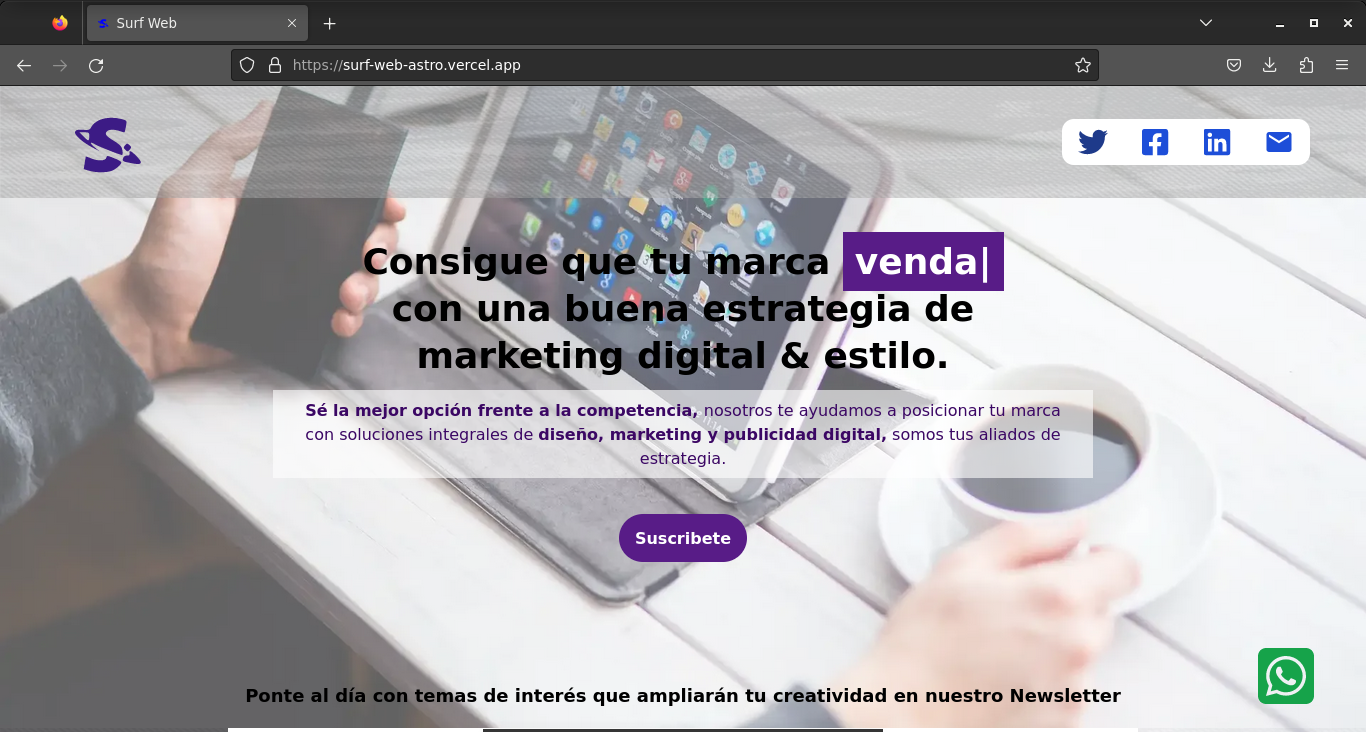 Surf Web
https://surf-web-astro.vercel.app
Consigue que tu marca venda|
con una buena estrategia de
marketing digital & estilo.
Sé la mejor opción frente a la competencia, nosotros te ayudamos a posicionar tu marca
con soluciones integrales de diseño, marketing y publicidad digital, somos tus aliados de
estrategia.
Suscribete
Ponte al día con temas de interés que ampliarán tu creatividad en nuestro Newsletter